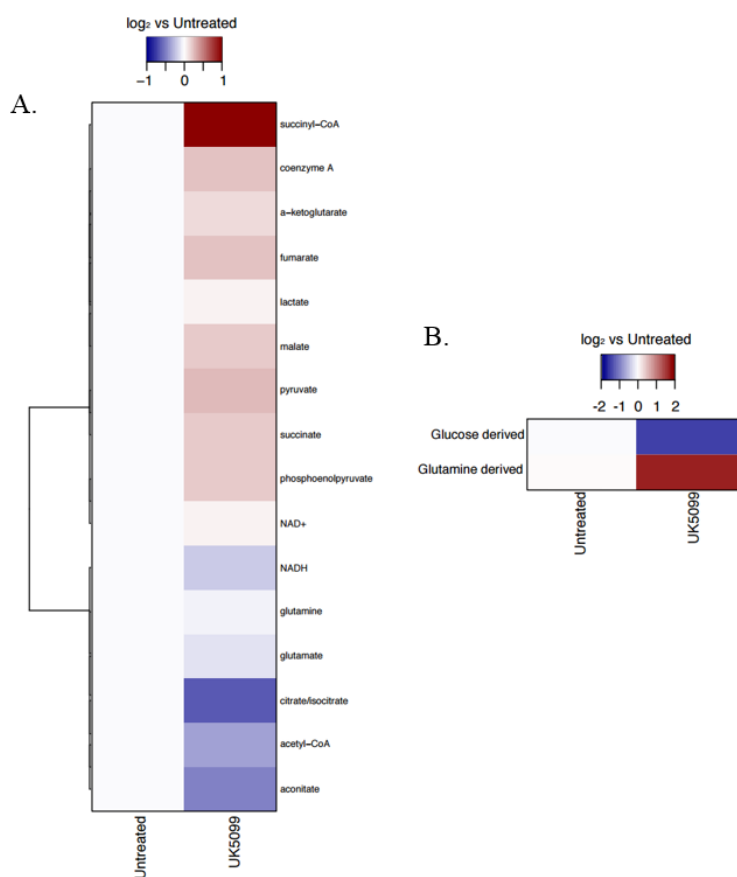 log₂ vs Untreated
−1 0 1
A.
succinyl−CoA
coenzyme A
a−ketoglutarate
fumarate
lactate
malate
pyruvate
succinate
phosphoenolpyruvate
NAD+
NADH
glutamine
glutamate
citrate/isocitrate
acetyl−CoA
aconitate
Untreated
UK5099
B.
log₂ vs Untreated
-2 -1 0 1 2
Glucose derived
Glutamine derived
Untreated
UK5099